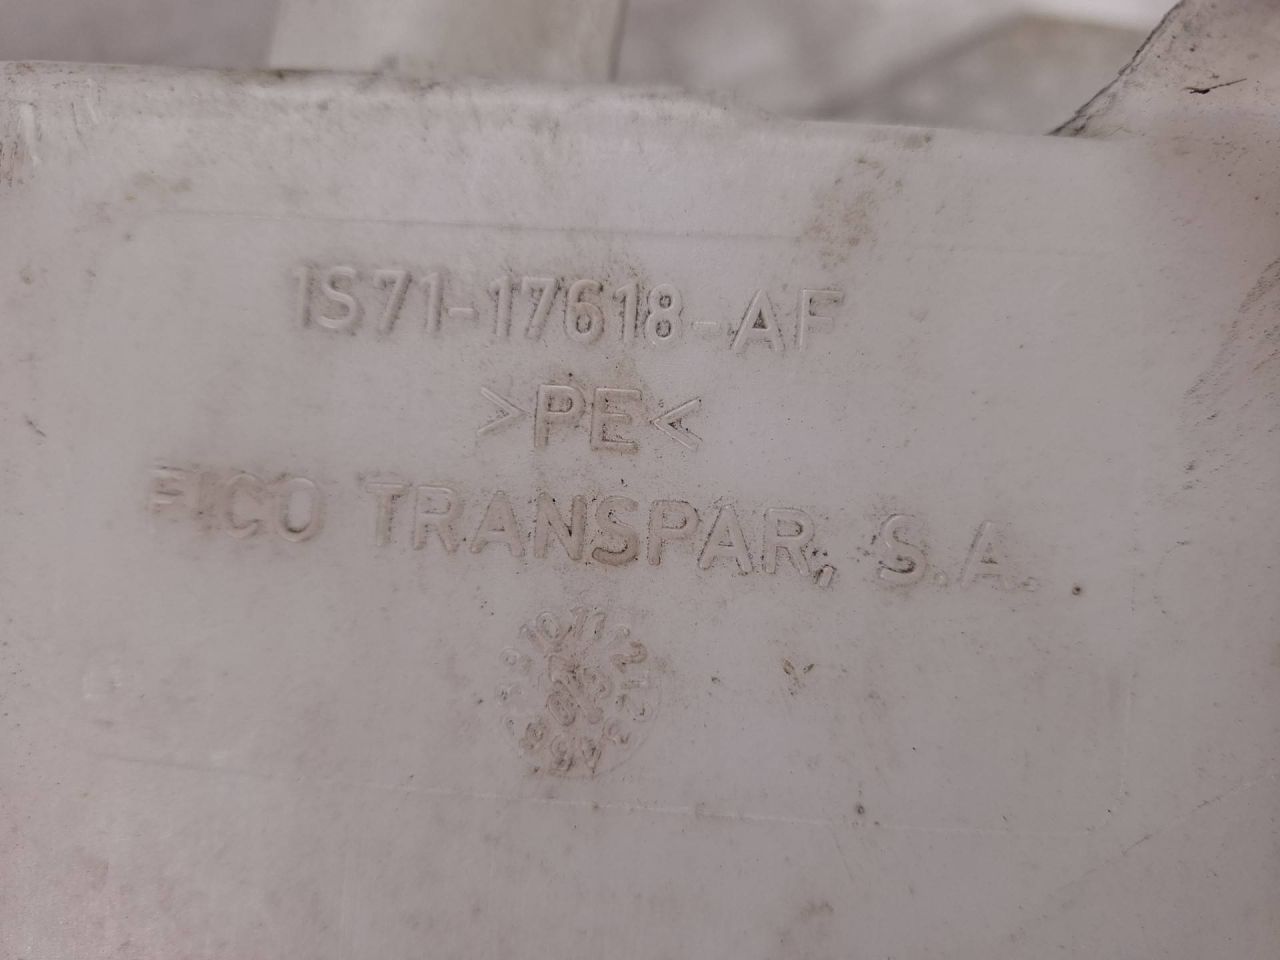 1S71-17618-AF
>PE<
FICO TRANSPAR, S.A.